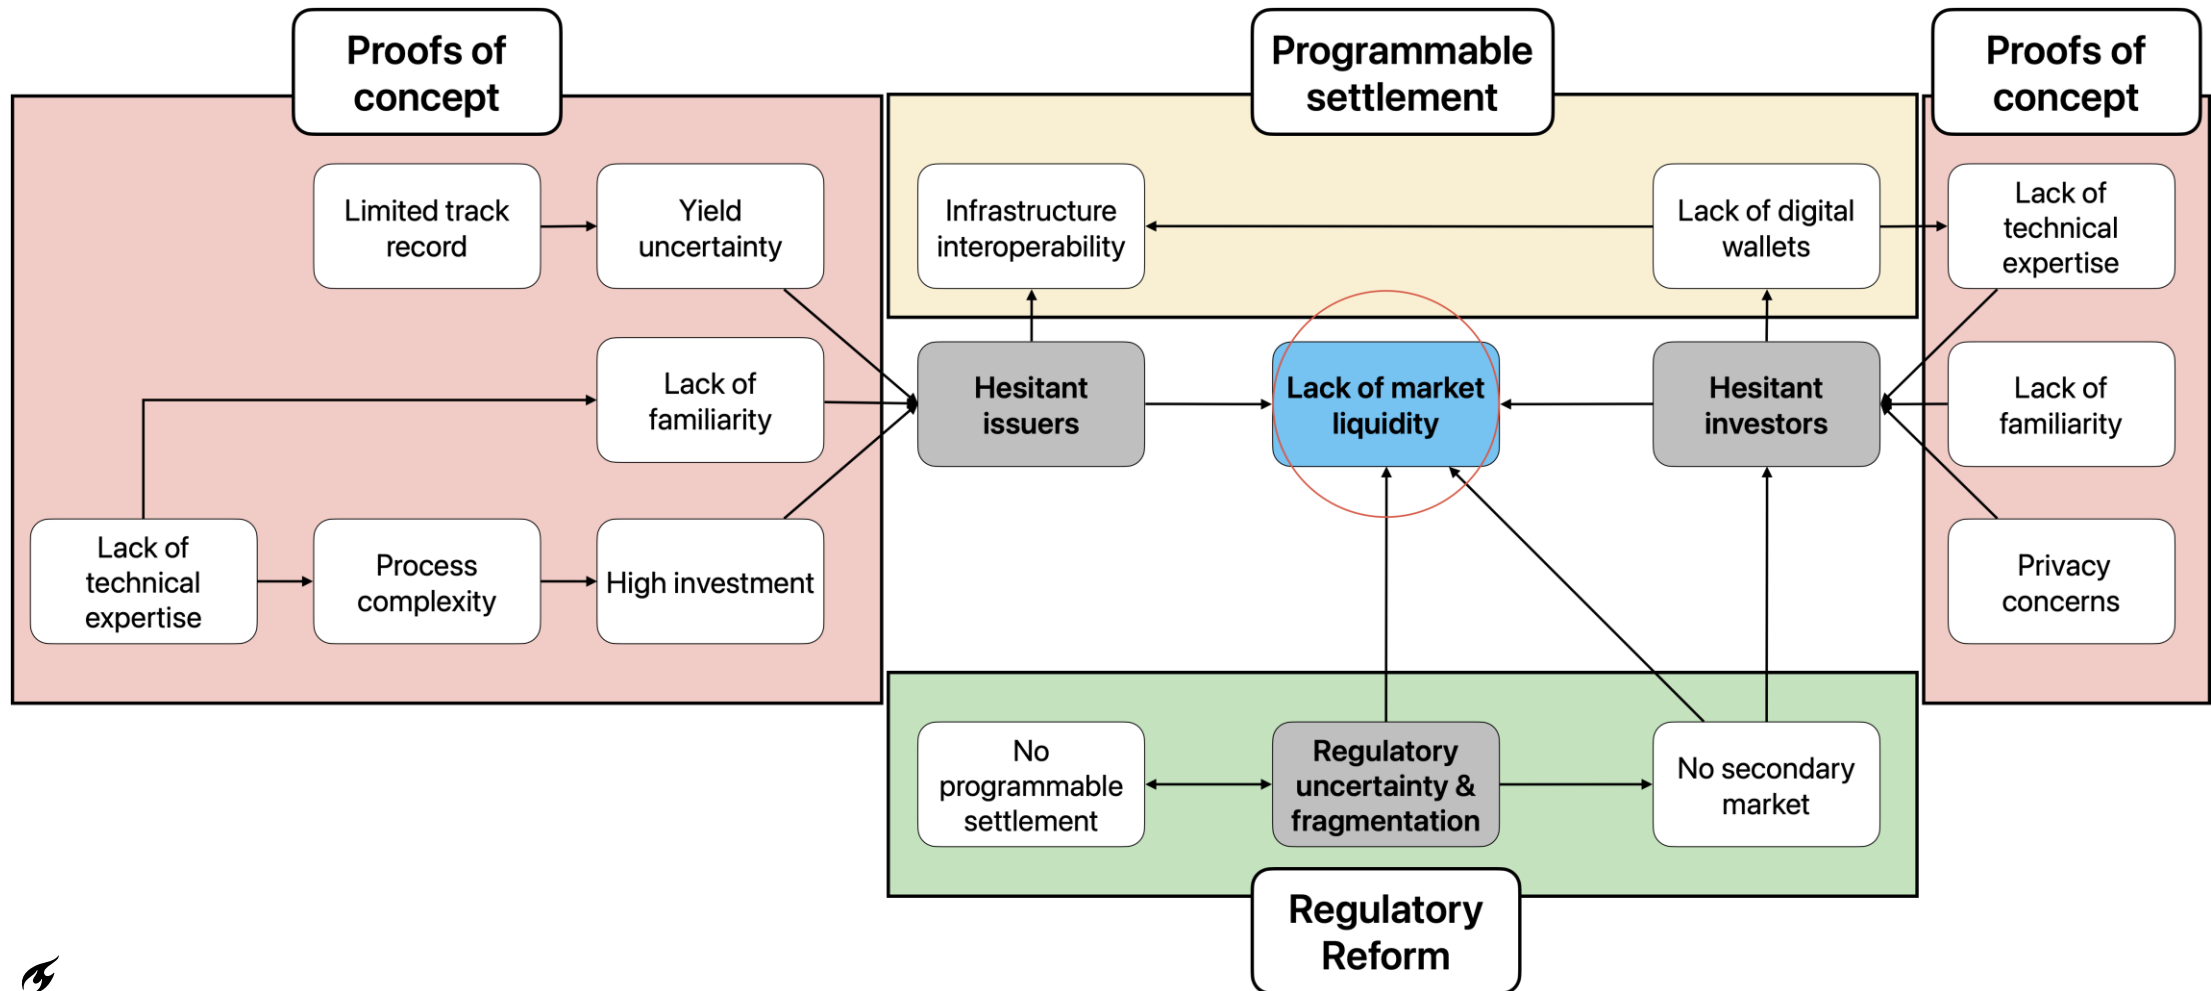 Proofs of
concept
Programmable
settlement
Proofs of
concept
Limited track
record
Yield
uncertainty
Infrastructure
interoperability
Lack of digital
wallets
Lack of
technical
expertise
Lack of
familiarity
Hesitant
issuers
Lack of market
liquidity
Hesitant
investors
Lack of
familiarity
Lack of
technical
expertise
Process
complexity
High investment
Privacy
concerns
No
programmable
settlement
Regulatory
uncertainty &
fragmentation
No secondary
market
Regulatory
Reform